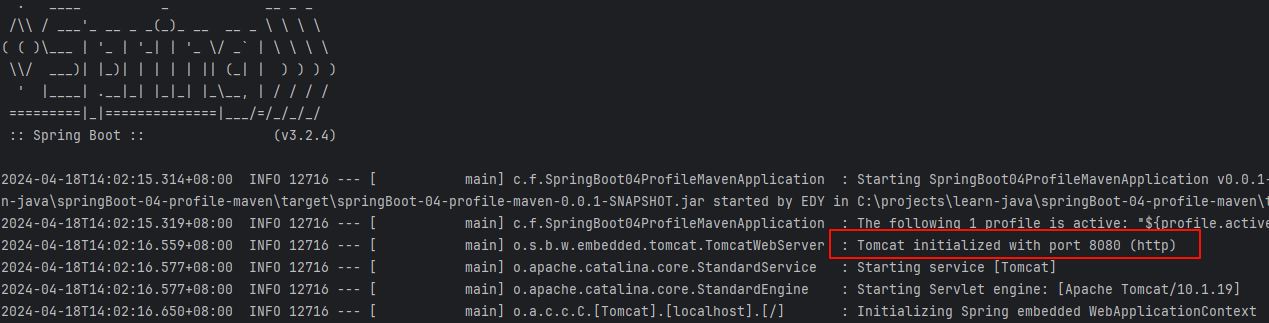 .   ____          _            __ _ _
 /\\ / ___'_ __ _ _(_)_ __  __ _ \ \ \ \
( ( )\___ | '_ | '_| | '_ \/ _` | \ \ \ \
 \\/  ___)| |_)| | | | | || (_| |  ) ) ) )
  '  |____| .__|_| |_|_| |_\__, | / / / /
 =========|_|==============|___/=/_/_/_/
 :: Spring Boot ::                (v3.2.4)
2024-04-18T14:02:15.314+08:00  INFO 12716 --- [           main] c.f.SpringBoot04ProfileMavenApplication  : Starting SpringBoot04ProfileMavenApplication v0.0.1-
n-java\springBoot-04-profile-maven\target\springBoot-04-profile-maven-0.0.1-SNAPSHOT.jar started by EDY in C:\projects\learn-java\springBoot-04-profile-maven\t
2024-04-18T14:02:15.319+08:00  INFO 12716 --- [           main] c.f.SpringBoot04ProfileMavenApplication  : The following 1 profile is active: "${profile.active
2024-04-18T14:02:16.559+08:00  INFO 12716 --- [           main] o.s.b.w.embedded.tomcat.TomcatWebServer  : Tomcat initialized with port 8080 (http)
2024-04-18T14:02:16.577+08:00  INFO 12716 --- [           main] o.apache.catalina.core.StandardService   : Starting service [Tomcat]
2024-04-18T14:02:16.577+08:00  INFO 12716 --- [           main] o.apache.catalina.core.StandardEngine    : Starting Servlet engine: [Apache Tomcat/10.1.19]
2024-04-18T14:02:16.650+08:00  INFO 12716 --- [           main] o.a.c.c.C.[Tomcat].[localhost].[/]       : Initializing Spring embedded WebApplicationContext